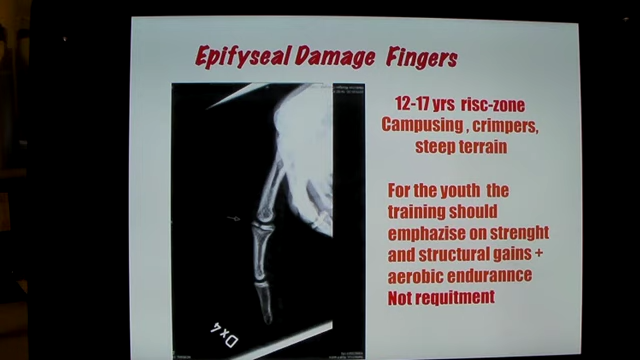 Epifyseal Damage Fingers
12-17 yrs risc-zone
Campusing , crimpers,
steep terrain
For the youth the
training should
emphazise on strenght
and structural gains +
aerobic endurannce
Not requitment
Dx4